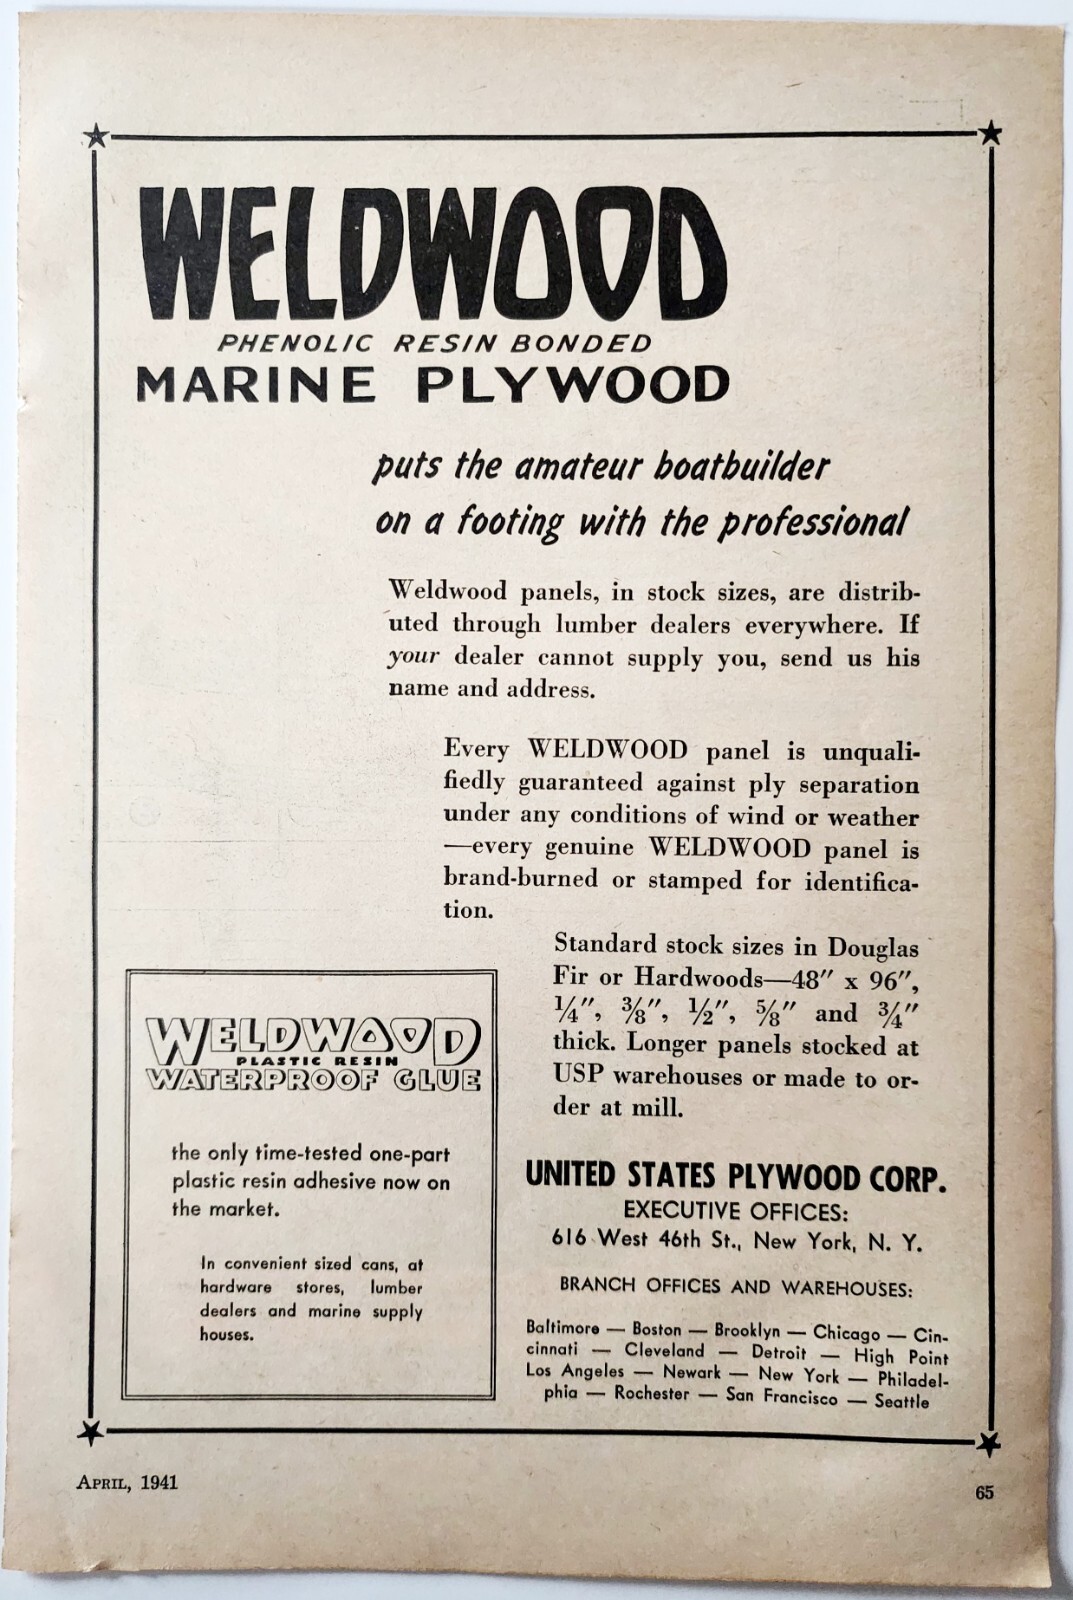 WELDWOOD
PHENOLIC RESIN BONDED
MARINE PLYWOOD
puts the amateur boatbuilder
on a footing with the professional
Weldwood panels, in stock sizes, are distrib-
uted through lumber dealers everywhere. If
your dealer cannot supply you, send us his
name and address.
Every WELDWOOD panel is unquali-
fiedly guaranteed against ply separation
under any conditions of wind or weather
—every genuine WELDWOOD panel is
brand-burned or stamped for identifica-
tion.
Standard stock sizes in Douglas
Fir or Hardwoods—48″ x 96″,
¼″, ⅜″, ½″, ⅝″ and ¾″
thick. Longer panels stocked at
USP warehouses or made to or-
der at mill.
WELDWOOD
PLASTIC RESIN
WATERPROOF GLUE
the only time-tested one-part
plastic resin adhesive now on
the market.
In convenient sized cans, at
hardware stores, lumber
dealers and marine supply
houses.
UNITED STATES PLYWOOD CORP.
EXECUTIVE OFFICES:
616 West 46th St., New York, N. Y.
BRANCH OFFICES AND WAREHOUSES:
Baltimore — Boston — Brooklyn — Chicago — Cin-
cinnati — Cleveland — Detroit — High Point
Los Angeles — Newark — New York — Philadel-
phia — Rochester — San Francisco — Seattle
APRIL, 1941
65